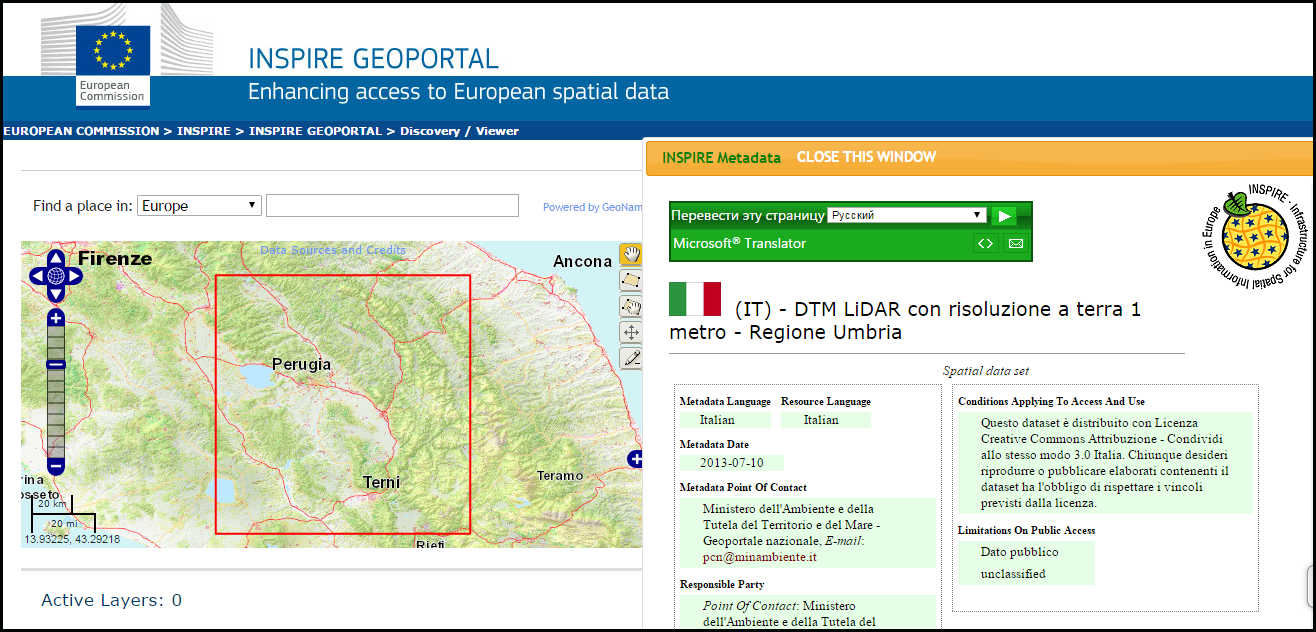 European
Commission
INSPIRE GEOPORTAL
Enhancing access to European spatial data
EUROPEAN COMMISSION > INSPIRE > INSPIRE GEOPORTAL > Discovery / Viewer
Find a place in: Europe
Powered by GeoNam
Data Sources and Credits
Firenze
Ancona
Perugia
Terni
Teramo
Rieti
rina
osseto
20 km
20 mi
13.93225, 43.29218
Active Layers: 0
INSPIRE Metadata CLOSE THIS WINDOW
INSPIRE - Infrastructure for Spatial Information in Europe
Перевести эту страницу Русский
Microsoft® Translator
(IT) - DTM LiDAR con risoluzione a terra 1
metro - Regione Umbria
Spatial data set
Metadata Language Resource Language
Italian Italian
Metadata Date
2013-07-10
Metadata Point Of Contact
Ministero dell'Ambiente e della
Tutela del Territorio e del Mare -
Geoportale nazionale, E-mail:
pcn@minambiente.it
Responsible Party
Point Of Contact: Ministero
dell'Ambiente e della Tutela del
Conditions Applying To Access And Use
Questo dataset è distribuito con Licenza
Creative Commons Attribuzione - Condividi
allo stesso modo 3.0 Italia. Chiunque desideri
riprodurre o pubblicare elaborati contenenti il
dataset ha l'obbligo di rispettare i vincoli
previsti dalla licenza.
Limitations On Public Access
Dato pubblico
unclassified